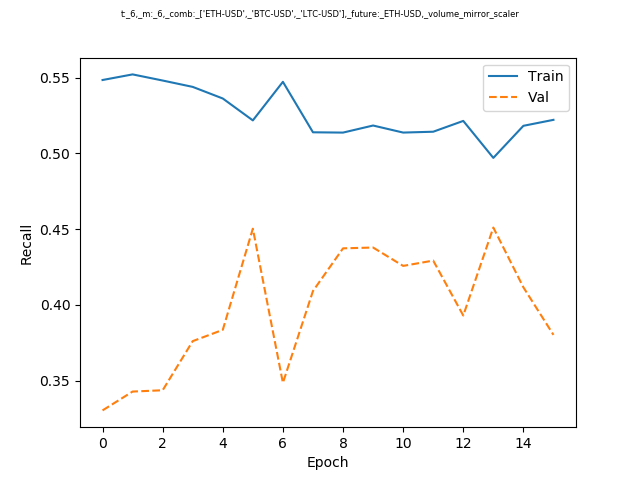 t:_6,_m:_6,_comb:_['ETH-USD',_'BTC-USD',_'LTC-USD'],_future:_ETH-USD,_volume_mirror_scaler
Train
Val
0.55
0.50
0.45
0.40
0.35
Recall
0 2 4 6 8 10 12 14
Epoch